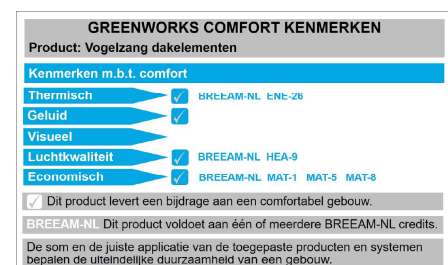 GREENWORKS COMFORT KENMERKEN
Product: Vogelzang dakelementen
Kenmerken m.b.t. comfort
Thermisch BREEAM-NL ENE-26
Geluid
Visueel
Luchtkwaliteit BREEAM-NL HEA-9
Economisch BREEAM-NL MAT-1 MAT-5 MAT-8
Dit product levert een bijdrage aan een comfortabel gebouw.
BREEAM-NL Dit product voldoet aan één of meerdere BREEAM-NL credits.
De som en de juiste applicatie van de toegepaste producten en systemen
bepalen de uiteindelijke duurzaamheid van een gebouw.